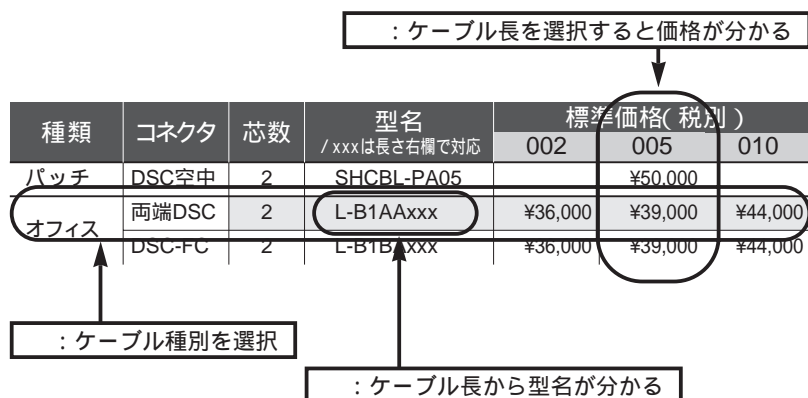 ：ケーブル長を選択すると価格が分かる
種類 コネクタ 芯数 型名 標準価格（税別）
/ xxxは長さ右欄で対応 002 005 010
パッチ DSC空中 2 SHCBL-PA05 ¥50,000
オフィス 両端DSC 2 L-B1AAxxx ¥36,000 ¥39,000 ¥44,000
DSC-FC 2 L-B1BAxxx ¥36,000 ¥39,000 ¥44,000
：ケーブル種別を選択
：ケーブル長から型名が分かる